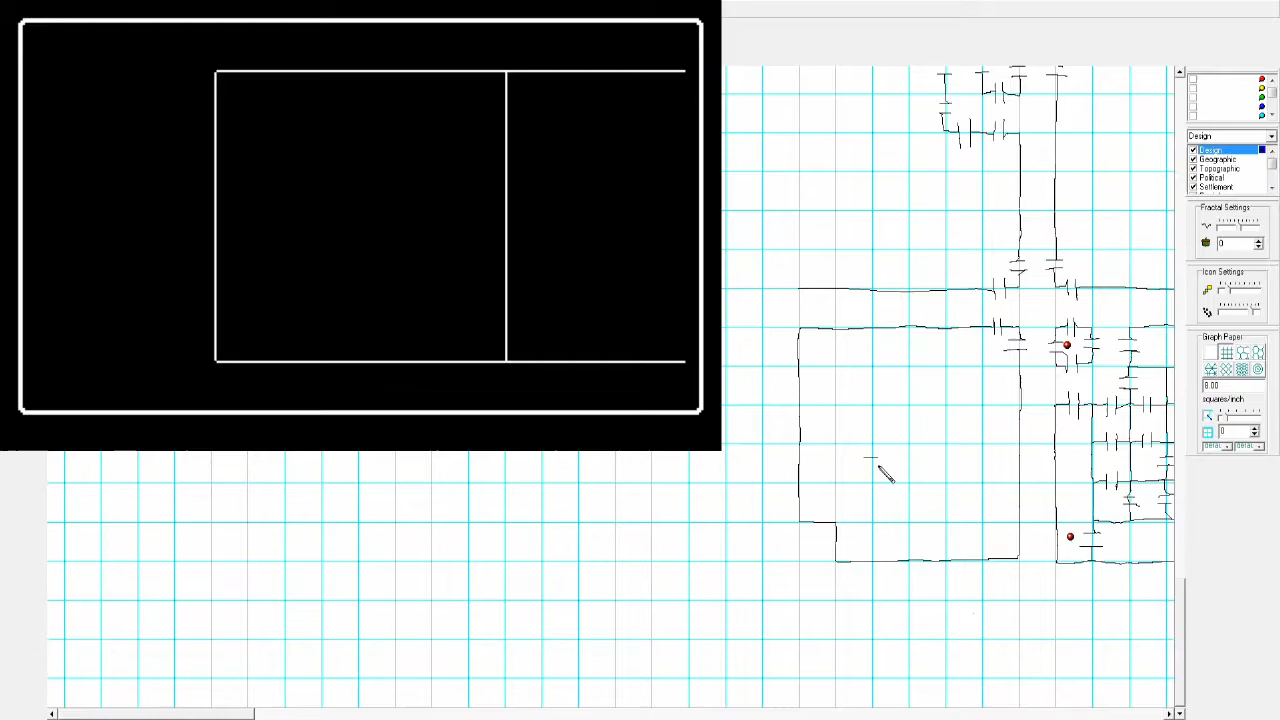 Design
Design
Geographic
Topographic
Political
Settlement
Fractal Settings
0
Icon Settings
Graph Paper
8.00
squares/inch
0